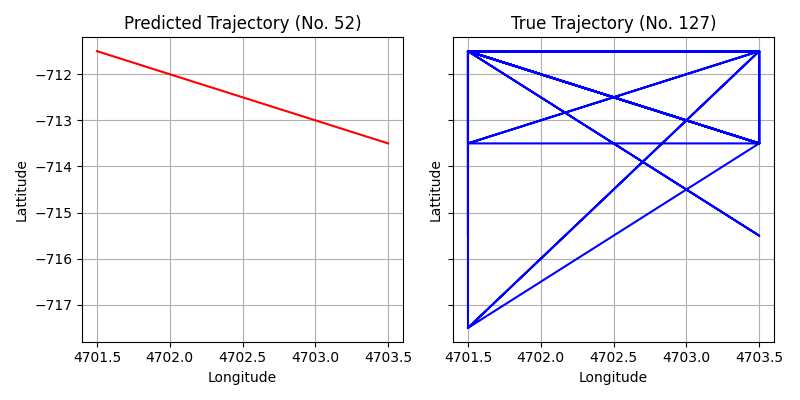 Predicted Trajectory (No. 52)
−712
−713
−714
−715
−716
−717
Lattitude
4701.5 4702.0 4702.5 4703.0 4703.5
Longitude
True Trajectory (No. 127)
Lattitude
4701.5 4702.0 4702.5 4703.0 4703.5
Longitude